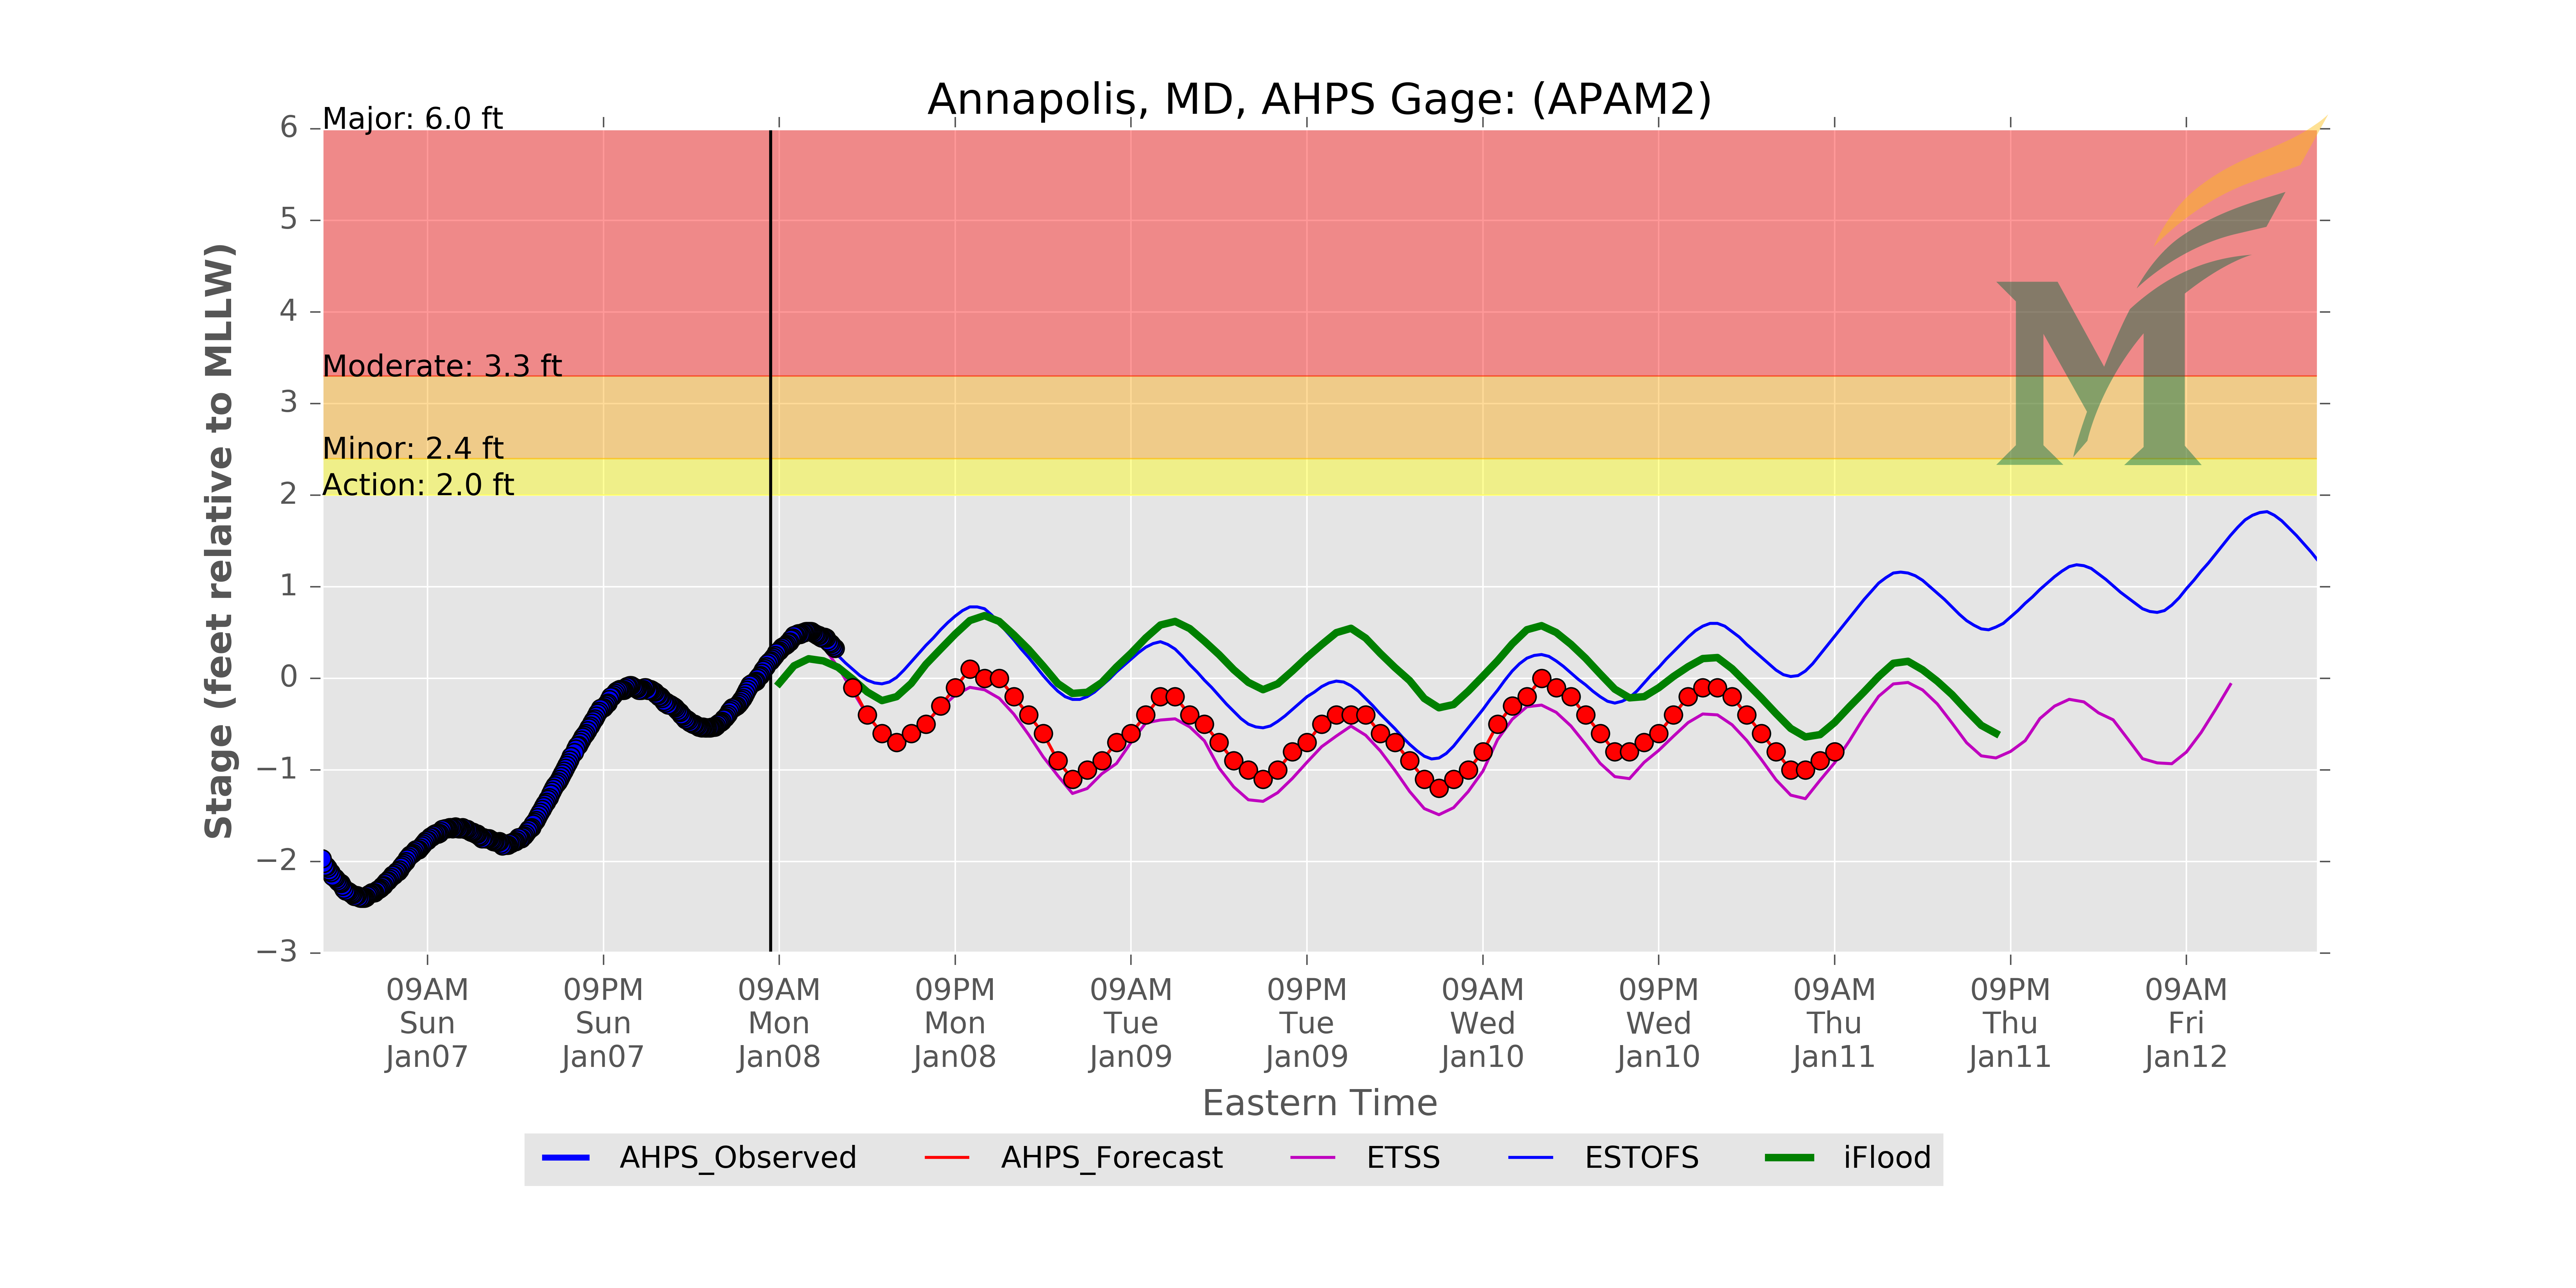 Annapolis, MD, AHPS Gage: (APAM2)
Major: 6.0 ft
Moderate: 3.3 ft
Minor: 2.4 ft
Action: 2.0 ft
Stage (feet relative to MLLW)
6
5
4
3
2
1
0
−1
−2
−3
09AM
Sun
Jan07
09PM
Sun
Jan07
09AM
Mon
Jan08
09PM
Mon
Jan08
09AM
Tue
Jan09
09PM
Tue
Jan09
09AM
Wed
Jan10
09PM
Wed
Jan10
09AM
Thu
Jan11
09PM
Thu
Jan11
09AM
Fri
Jan12
Eastern Time
AHPS_Observed
AHPS_Forecast
ETSS
ESTOFS
iFlood
M